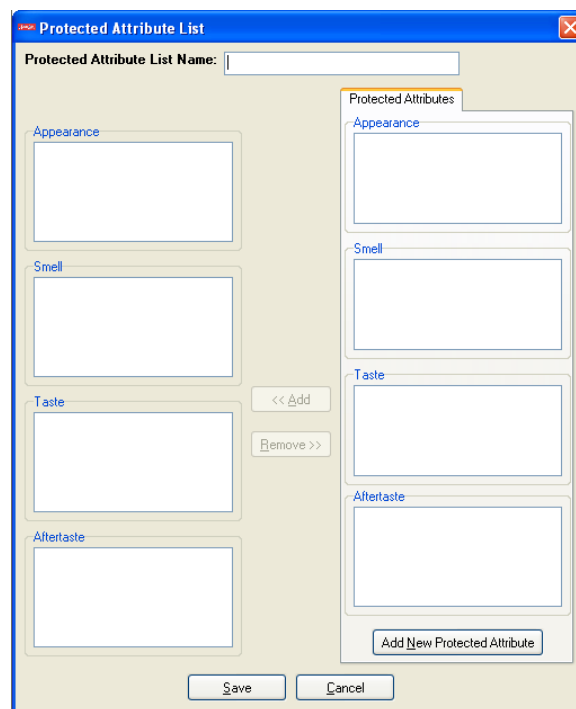 Protected Attribute List
Protected Attribute List Name:
Protected Attributes
Appearance
Smell
Taste
Aftertaste
<< Add
Remove >>
Appearance
Smell
Taste
Aftertaste
Add New Protected Attribute
Save
Cancel